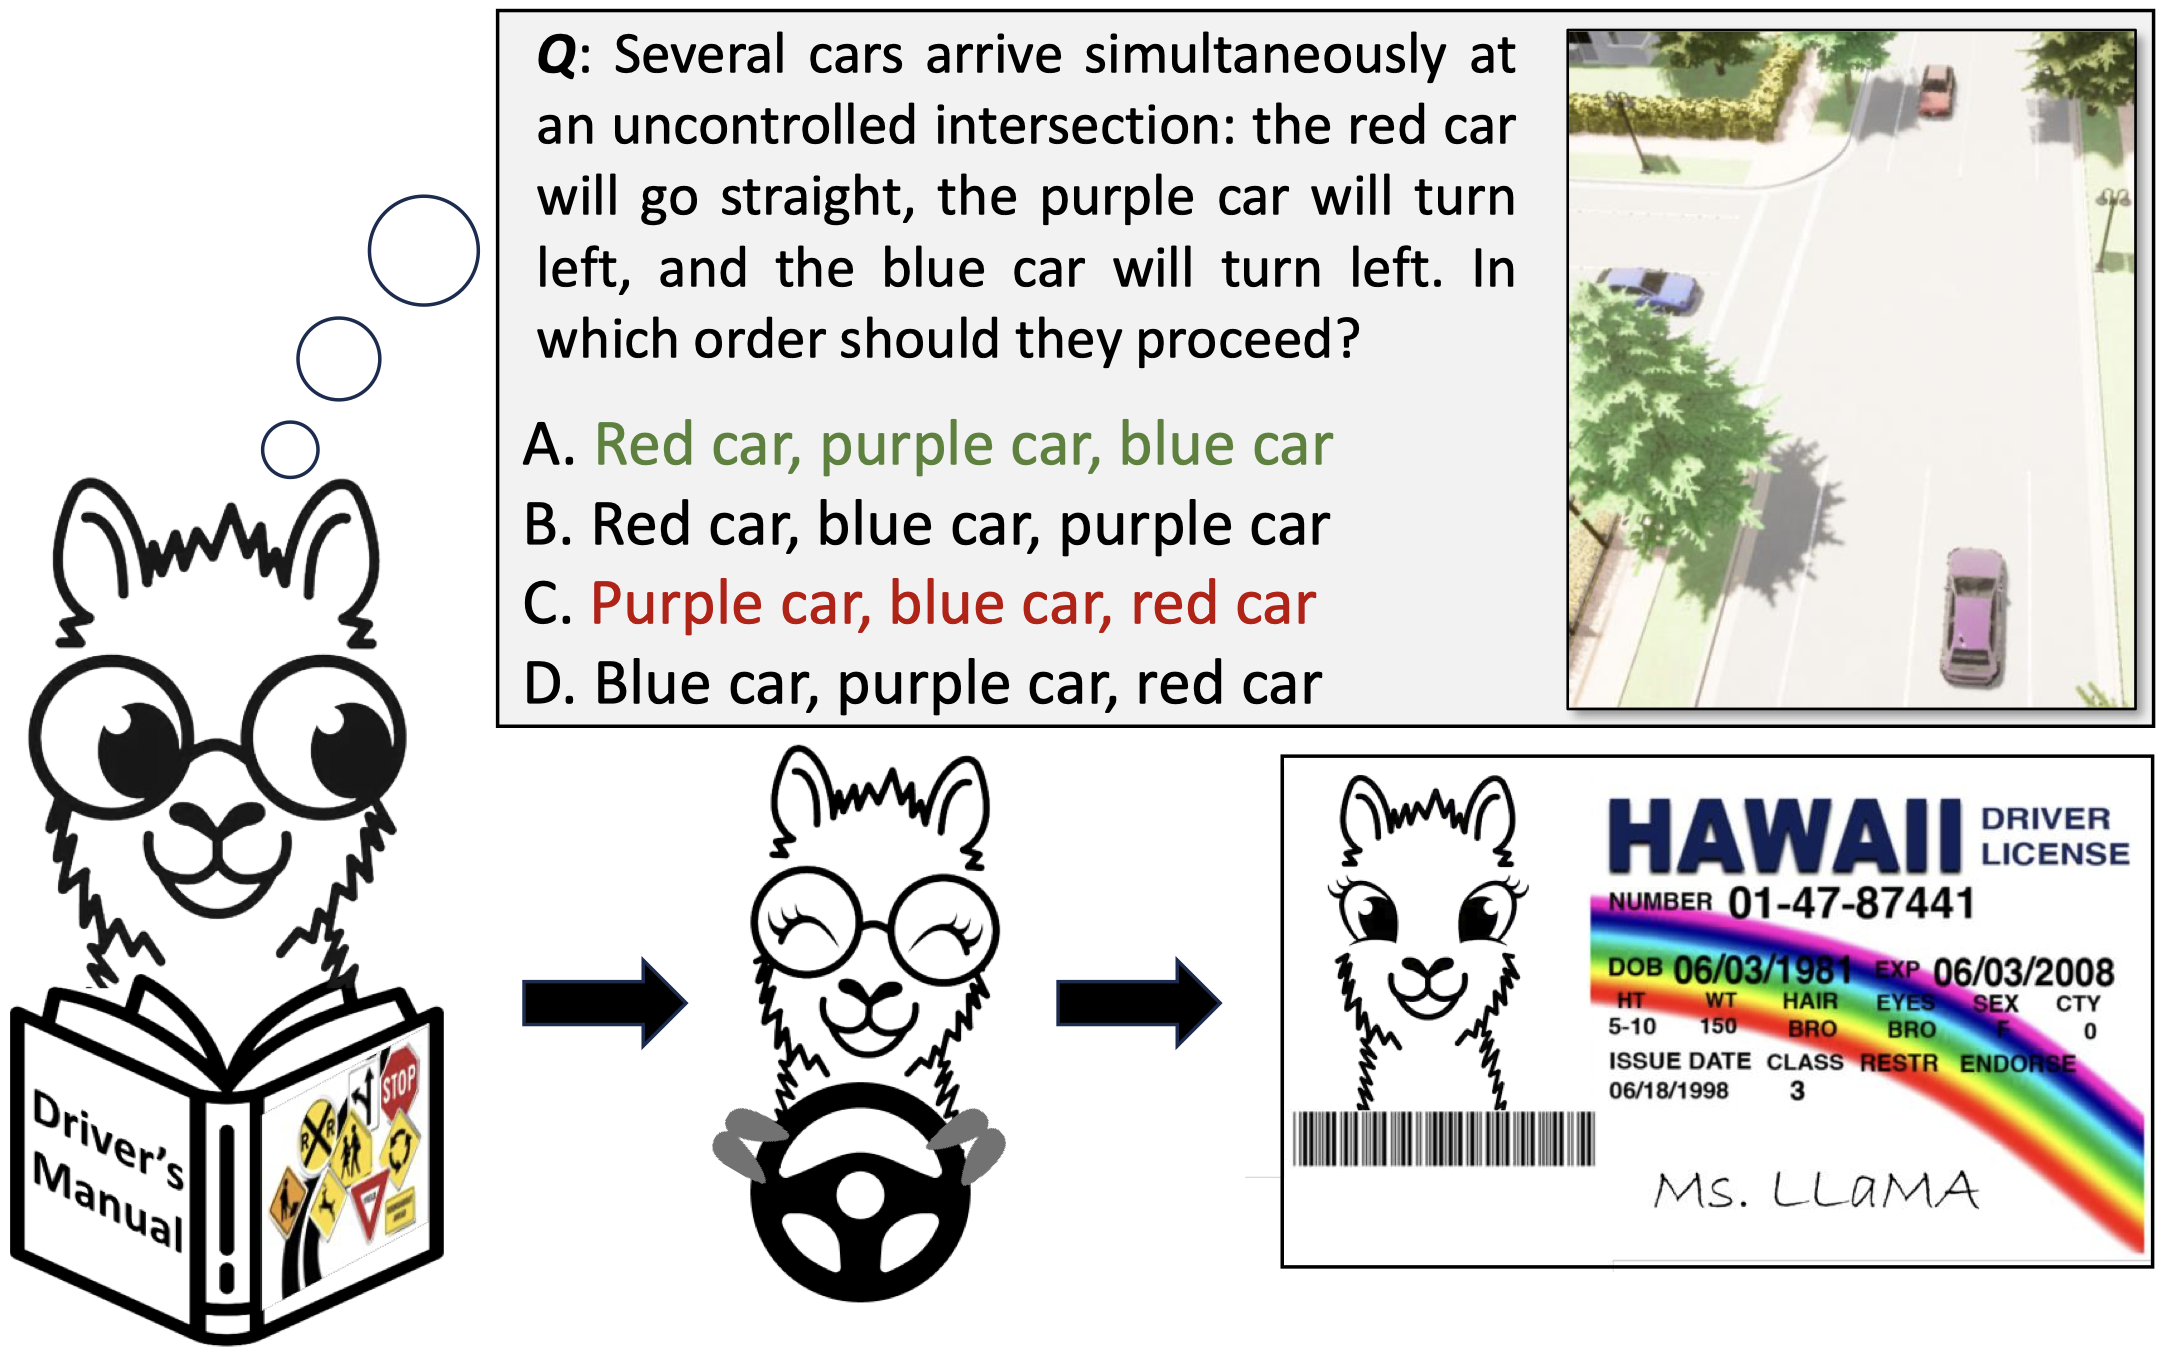 Q: Several cars arrive simultaneously at
an uncontrolled intersection: the red car
will go straight, the purple car will turn
left, and the blue car will turn left. In
which order should they proceed?
A. Red car, purple car, blue car
B. Red car, blue car, purple car
C. Purple car, blue car, red car
D. Blue car, purple car, red car
Driver's
Manual
STOP
R R
YIELD
HAWAII DRIVER
LICENSE
NUMBER 01-47-87441
DOB 06/03/1981 EXP 06/03/2008
HT WT HAIR EYES SEX CTY
5-10 150 BRO BRO F 0
ISSUE DATE CLASS RESTR ENDORSE
06/18/1998 3
Ms. LLaMA